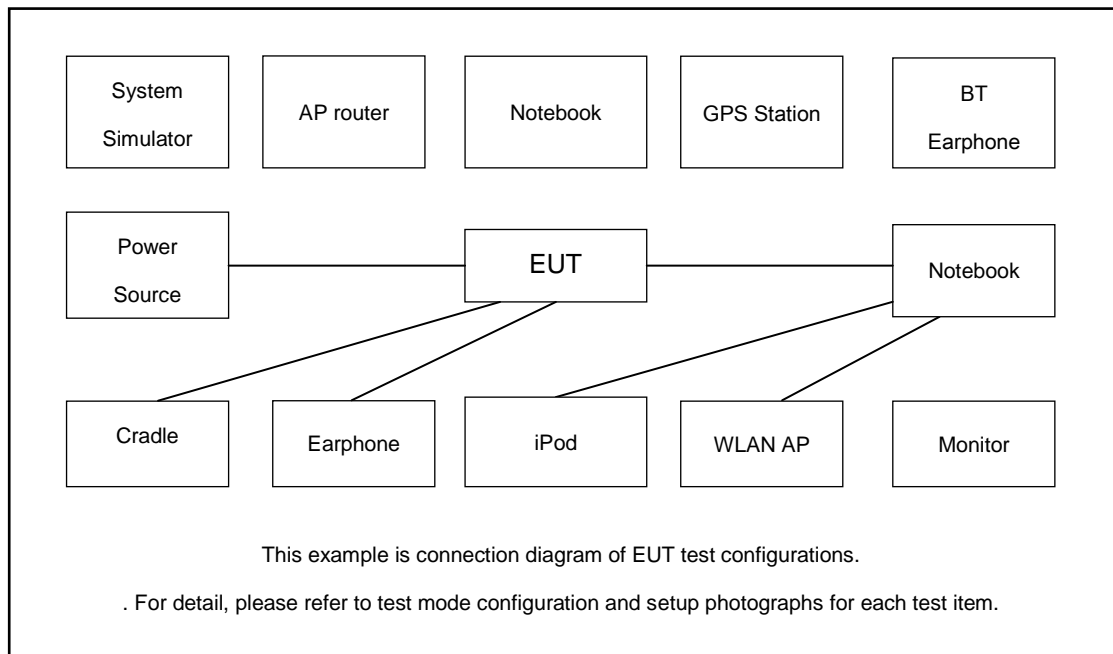 System
Simulator
AP router
Notebook
GPS Station
BT
Earphone
Power
Source
EUT
Notebook
Cradle
Earphone
iPod
WLAN AP
Monitor
This example is connection diagram of EUT test configurations.
. For detail, please refer to test mode configuration and setup photographs for each test item.